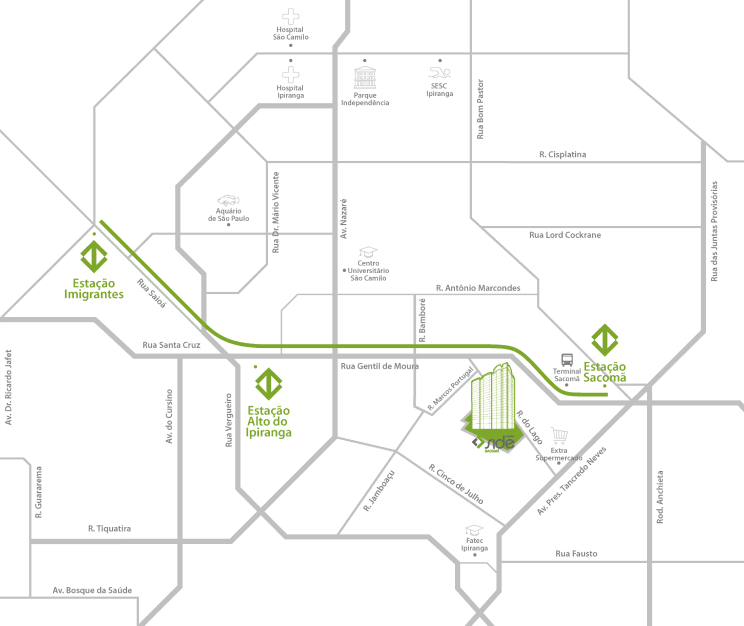 Hospital
São Camilo
Hospital
Ipiranga
Parque
Independência
SESC
Ipiranga
Rua Bom Pastor
R. Cisplatina
Aquário
de São Paulo
Rua Dr. Mário Vicente
Av. Nazaré
Rua das Juntas Provisórias
Rua Lord Cockrane
Centro
Universitário
São Camilo
Estação
Imigrantes
Rua Saioá
R. Antônio Marcondes
R. Bamboré
Rua Santa Cruz
Rua Gentil de Moura
Terminal
Sacomã
Estação
Sacomã
Av. Dr. Ricardo Jafet
Av. do Cursino
Rua Vergueiro
Estação
Alto do
Ipiranga
R. Marcos Portugal
R. do Lago
side
SACOMÃ
Extra
Supermercado
R. Guararema
R. Jamboaçu
R. Cinco de Julho
Av. Pres. Tancredo Neves
Rod. Anchieta
R. Tiquatira
Fatec
Ipiranga
Rua Fausto
Av. Bosque da Saúde